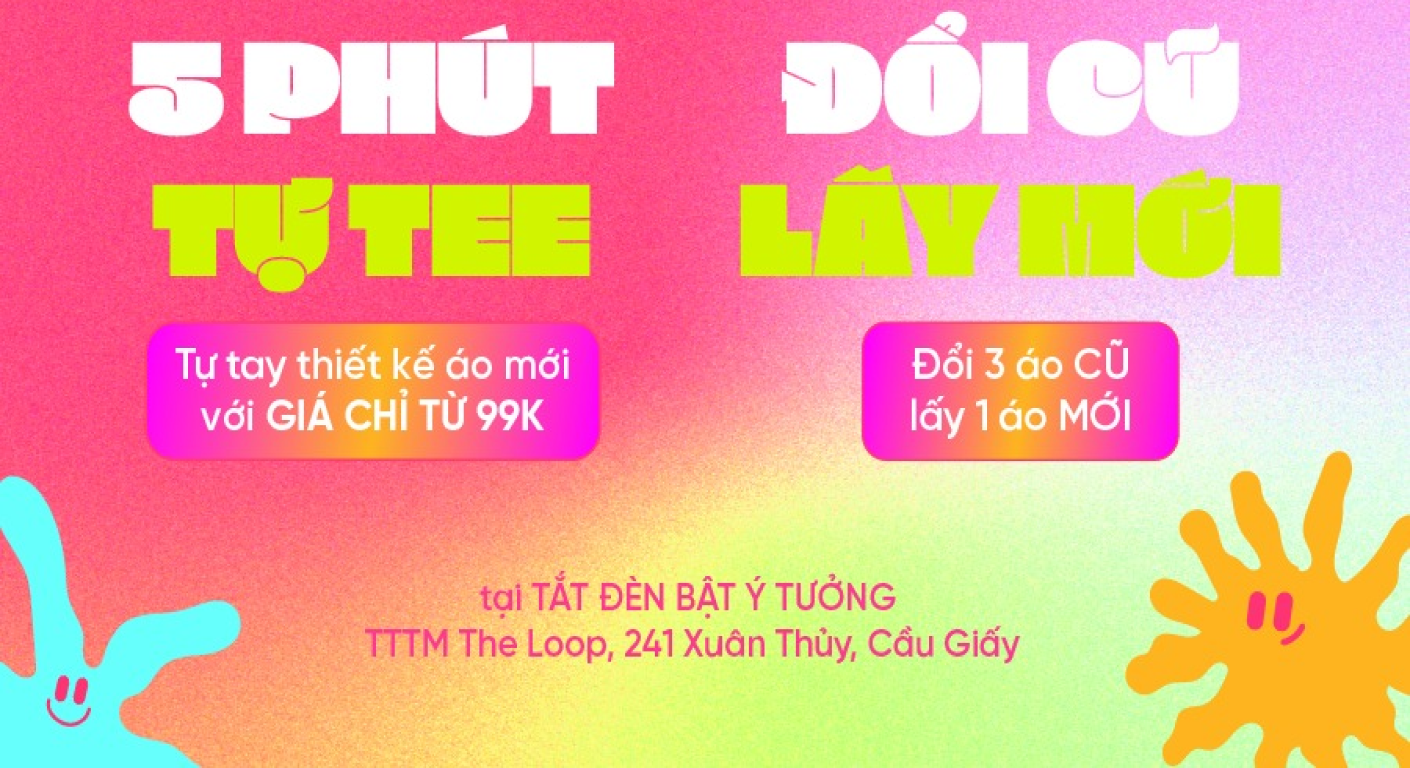 5 PHÚT
TỰ TEE
Tự tay thiết kế áo mới
với GIÁ CHỈ TỪ 99K
ĐỔI CŨ
LẤY MỚI
Đổi 3 áo CŨ
lấy 1 áo MỚI
tại TẮT ĐÈN BẬT Ý TƯỞNG
TTTM The Loop, 241 Xuân Thủy, Cầu Giấy